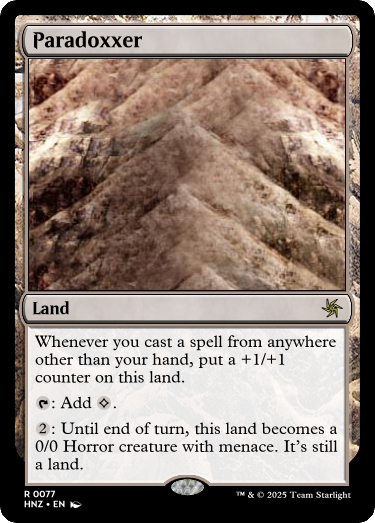 Paradoxxer
Land
Whenever you cast a spell from anywhere
other than your hand, put a +1/+1
counter on this land.
: Add .
2: Until end of turn, this land becomes a
0/0 Horror creature with menace. It's still
a land.
R 0077
HNZ • EN
™ & © 2025 Team Starlight